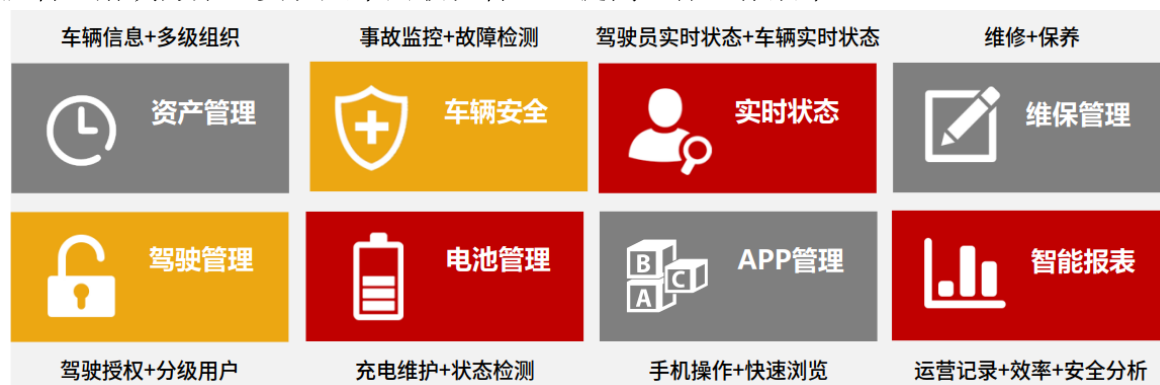 车辆信息+多级组织
事故监控+故障检测
驾驶员实时状态+车辆实时状态
维修+保养
资产管理
车辆安全
实时状态
维保管理
驾驶管理
电池管理
B
A
C
APP管理
智能报表
驾驶授权+分级用户
充电维护+状态检测
手机操作+快速浏览
运营记录+效率+安全分析